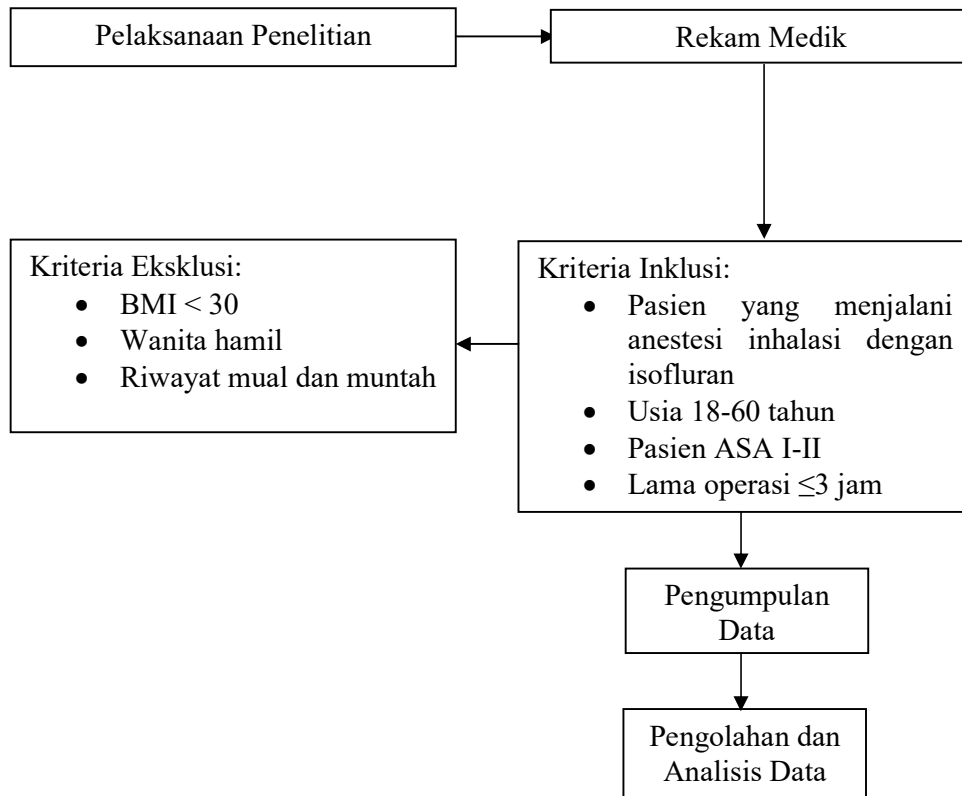 Pelaksanaan Penelitian
Rekam Medik
Kriteria Eksklusi:
• BMI < 30
• Wanita hamil
• Riwayat mual dan muntah
Kriteria Inklusi:
• Pasien yang menjalani
anestesi inhalasi dengan
isofluran
• Usia 18-60 tahun
• Pasien ASA I-II
• Lama operasi ≤3 jam
Pengumpulan
Data
Pengolahan dan
Analisis Data